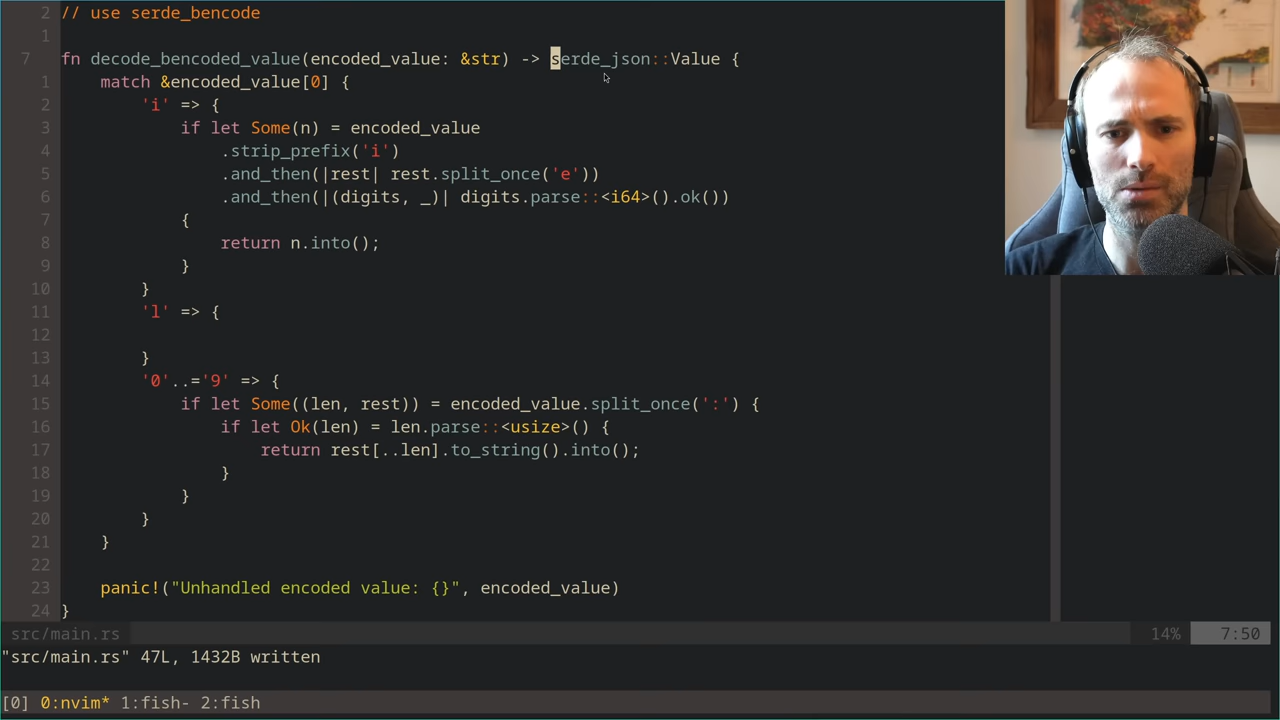 2 // use serde_bencode
1
7 fn decode_bencoded_value(encoded_value: &str) -> serde_json::Value {
1     match &encoded_value[0] {
2         'i' => {
3             if let Some(n) = encoded_value
4                 .strip_prefix('i')
5                 .and_then(|rest| rest.split_once('e'))
6                 .and_then(|(digits, _)| digits.parse::<i64>().ok())
7             {
8                 return n.into();
9             }
10         }
11         'l' => {
12
13         }
14         '0'..='9' => {
15             if let Some((len, rest)) = encoded_value.split_once(':') {
16                 if let Ok(len) = len.parse::<usize>() {
17                     return rest[..len].to_string().into();
18                 }
19             }
20         }
21     }
22
23     panic!("Unhandled encoded value: {}", encoded_value)
24 }
src/main.rs 14% 7:50
"src/main.rs" 47L, 1432B written
[0] 0:nvim* 1:fish- 2:fish